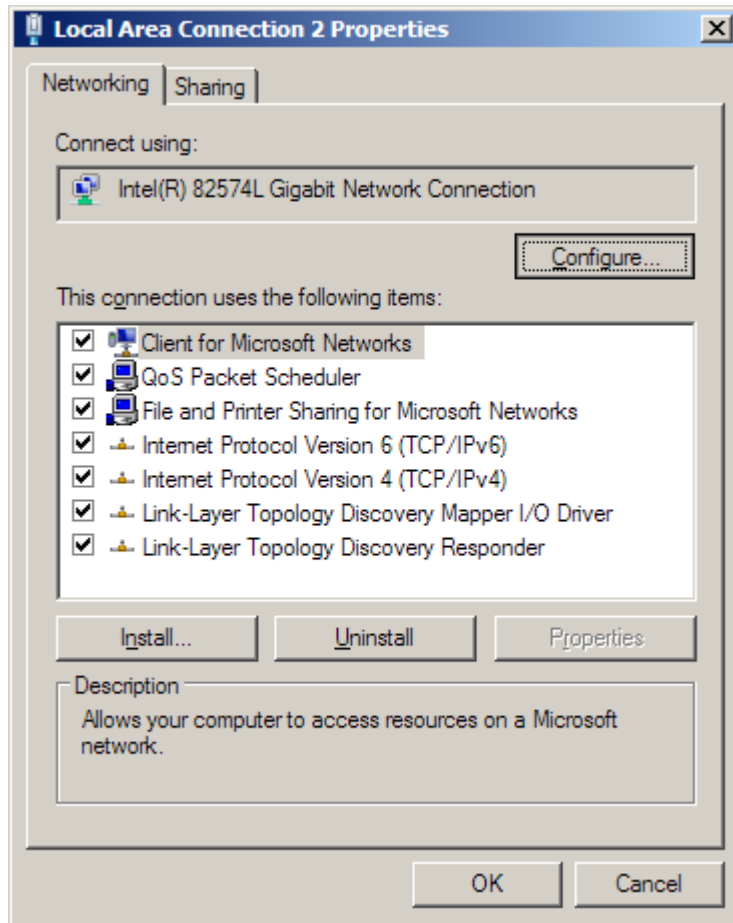 Local Area Connection 2 Properties
Networking
Sharing
Connect using:
Intel(R) 82574L Gigabit Network Connection
Configure...
This connection uses the following items:
Client for Microsoft Networks
QoS Packet Scheduler
File and Printer Sharing for Microsoft Networks
Internet Protocol Version 6 (TCP/IPv6)
Internet Protocol Version 4 (TCP/IPv4)
Link-Layer Topology Discovery Mapper I/O Driver
Link-Layer Topology Discovery Responder
Install...
Uninstall
Properties
Description
Allows your computer to access resources on a Microsoft
network.
OK
Cancel